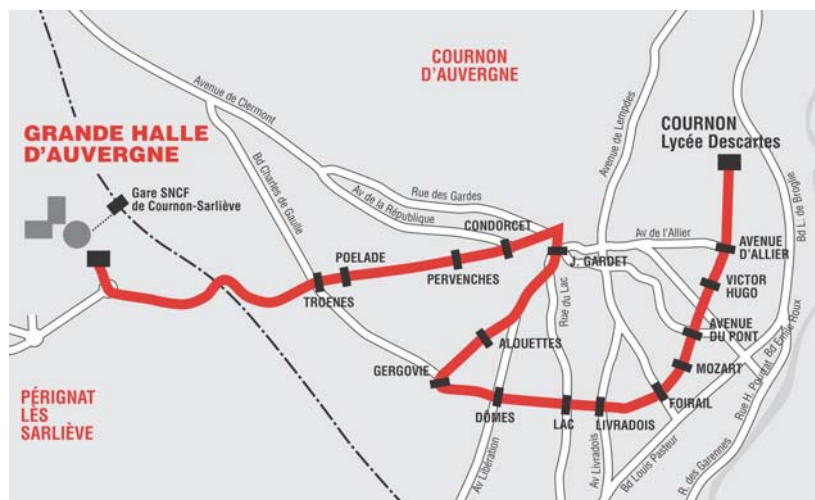 COURNON
D'AUVERGNE
Avenue de Clermont
Avenue de Lempdes
GRANDE HALLE
D'AUVERGNE
COURNON
Lycée Descartes
Gare SNCF
de Cournon-Sarliève
Bd Charles de Gaulle
Rue des Gardes
Av de la République
Bd L. de Broglie
CONDORCET
Av de l'Allier
POELADE
PERVENCHES
J. GARDET
AVENUE
D'ALLIER
TROENES
Rue du Lac
VICTOR
HUGO
ALOUETTES
AVENUE
DU PONT
Bd Emile Roux
GERGOVIE
MOZART
Rue H. Pourrat
PÉRIGNAT
LÈS
SARLIÈVE
DÔMES
LAC
LIVRADOIS
FOIRAIL
Av Libération
Av Livradois
Bd Louis Pasteur
R. des Garennes